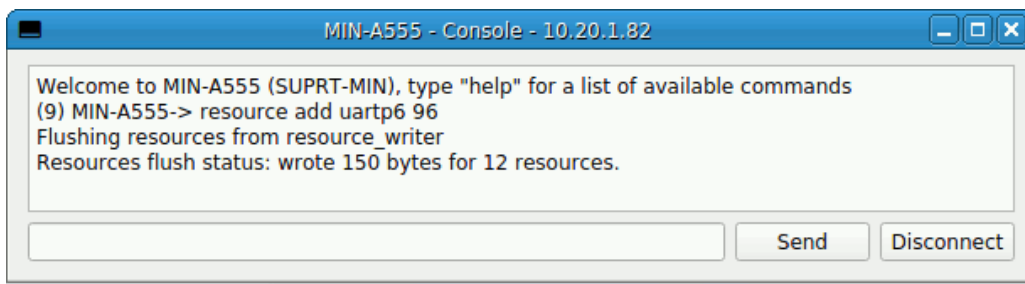 MIN-A555 - Console - 10.20.1.82
Welcome to MIN-A555 (SUPRT-MIN), type "help" for a list of available commands
(9) MIN-A555-> resource add uartp6 96
Flushing resources from resource_writer
Resources flush status: wrote 150 bytes for 12 resources.
Send Disconnect